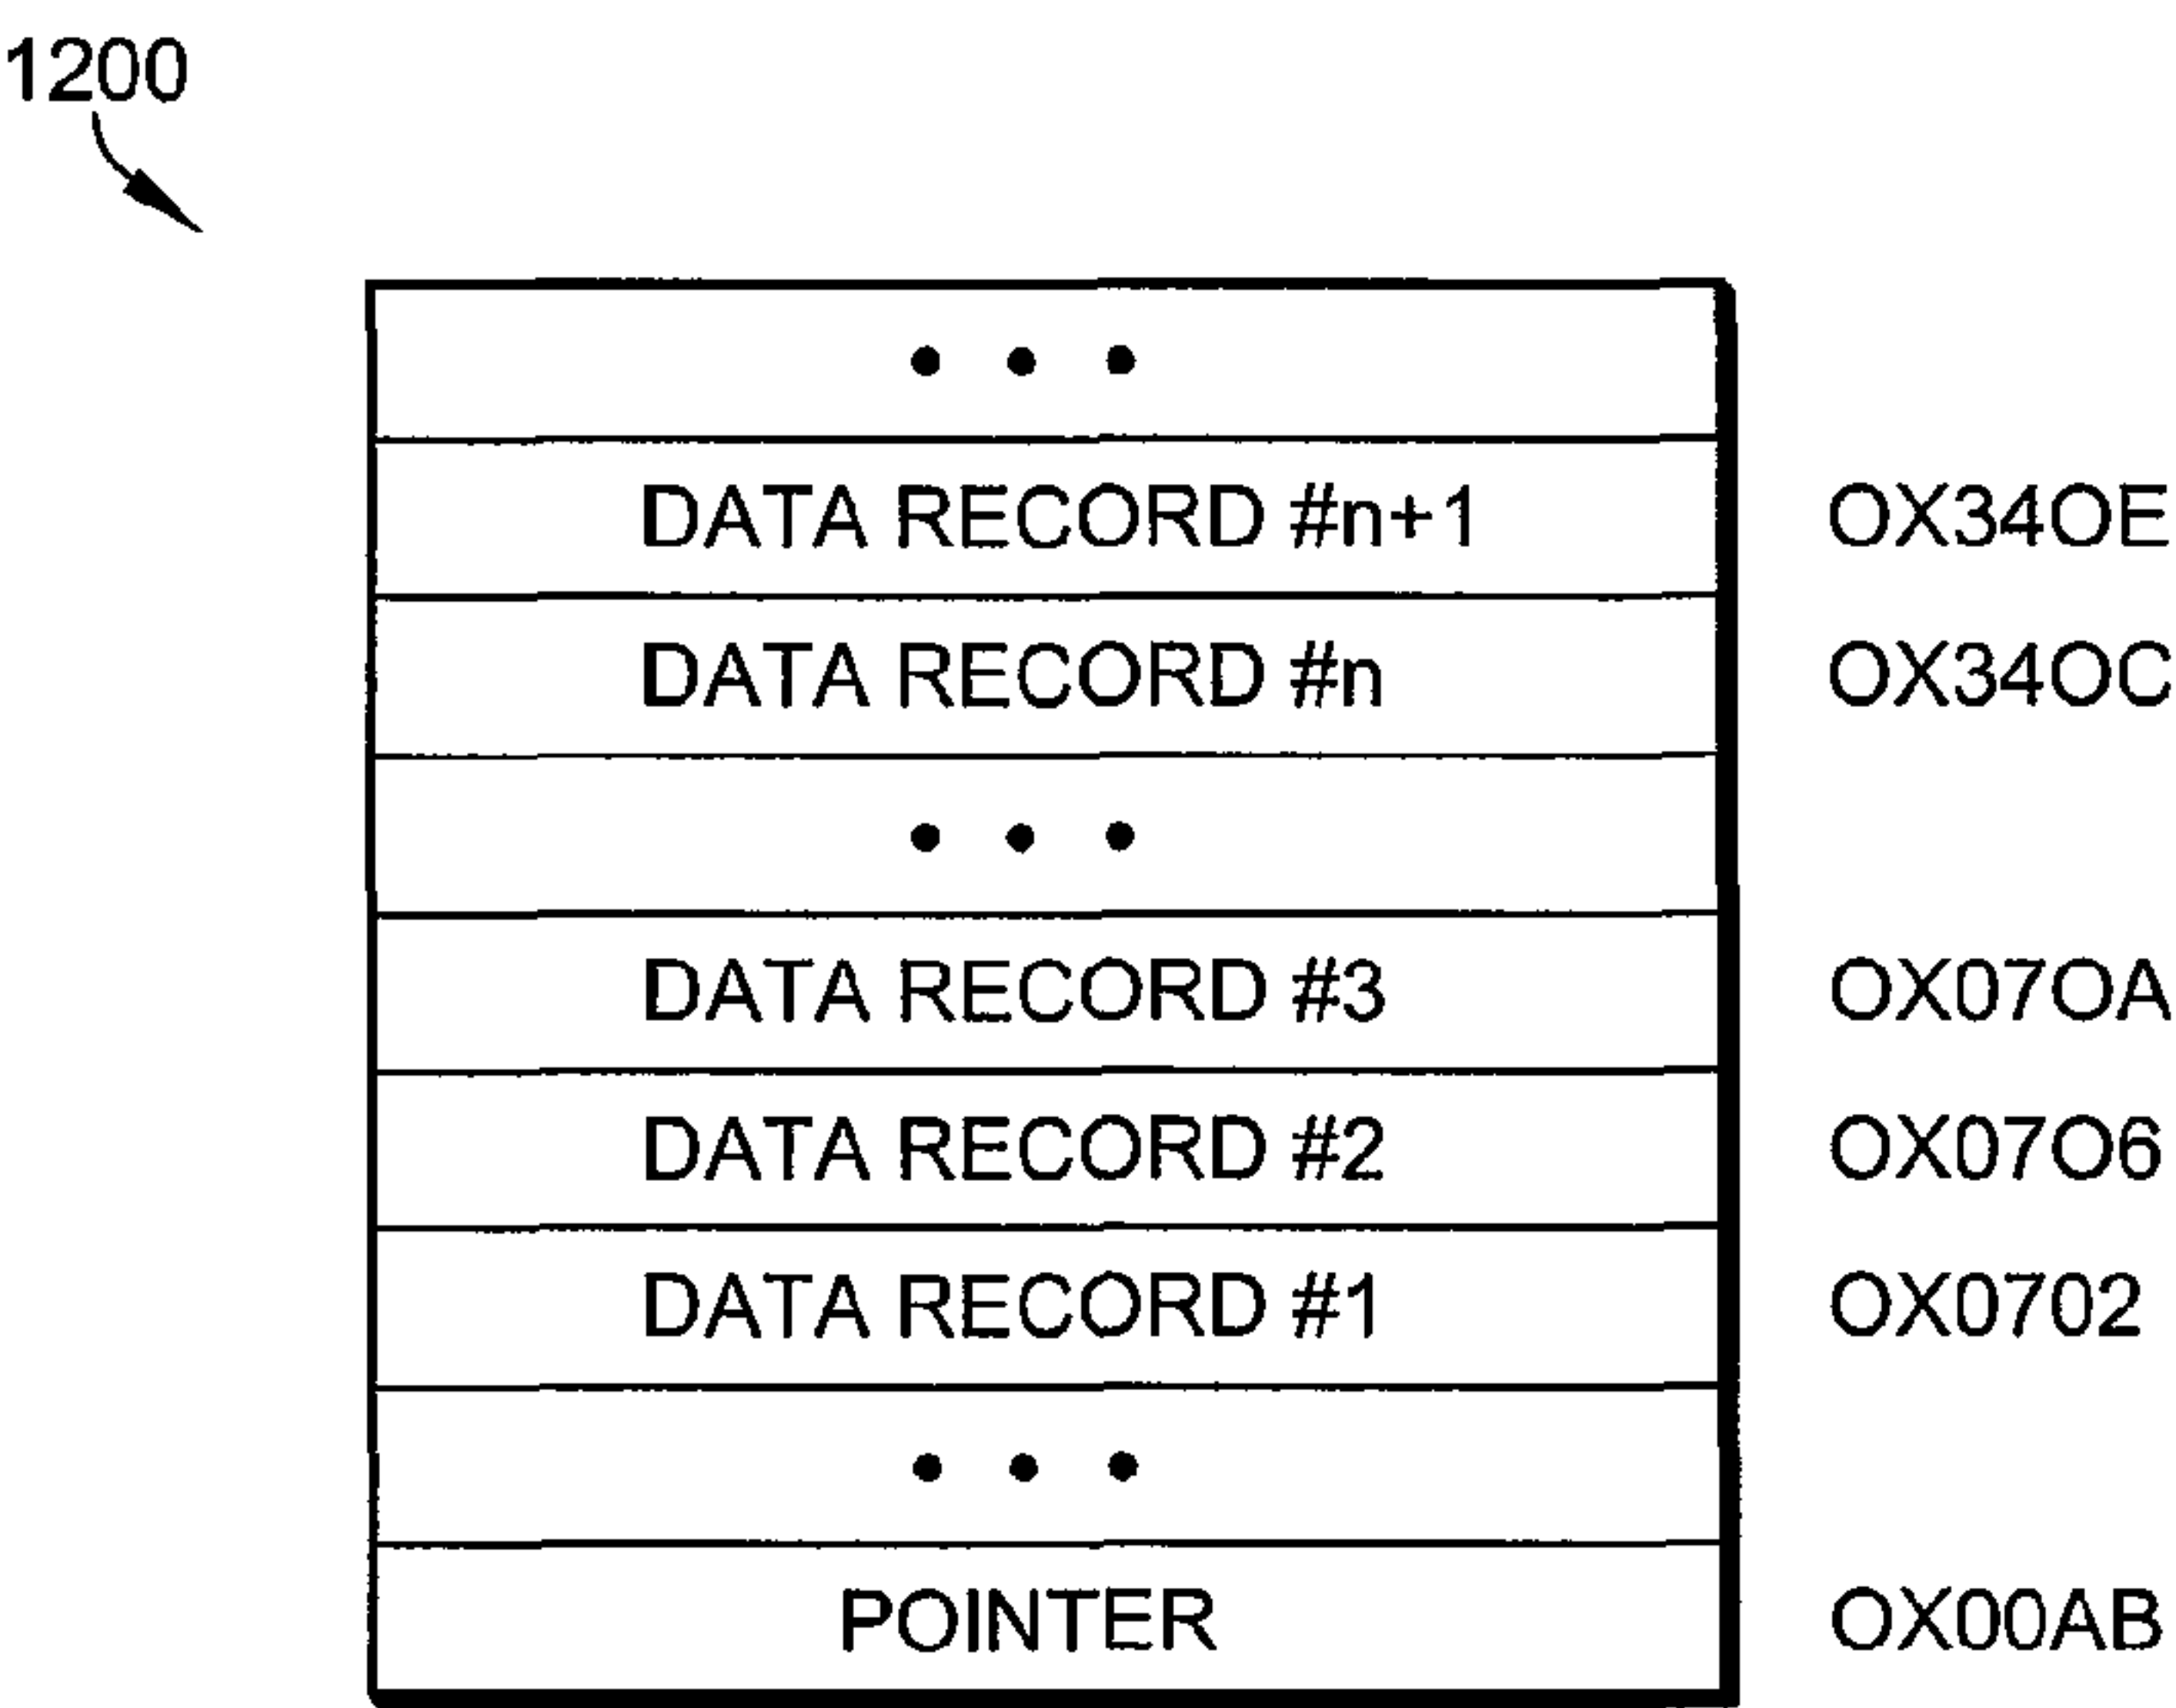 1200
• • •
DATA RECORD #n+1 OX34OE
DATA RECORD #n OX34OC
• • •
DATA RECORD #3 OX07OA
DATA RECORD #2 OX07O6
DATA RECORD #1 OX0702
• • •
POINTER OX00AB